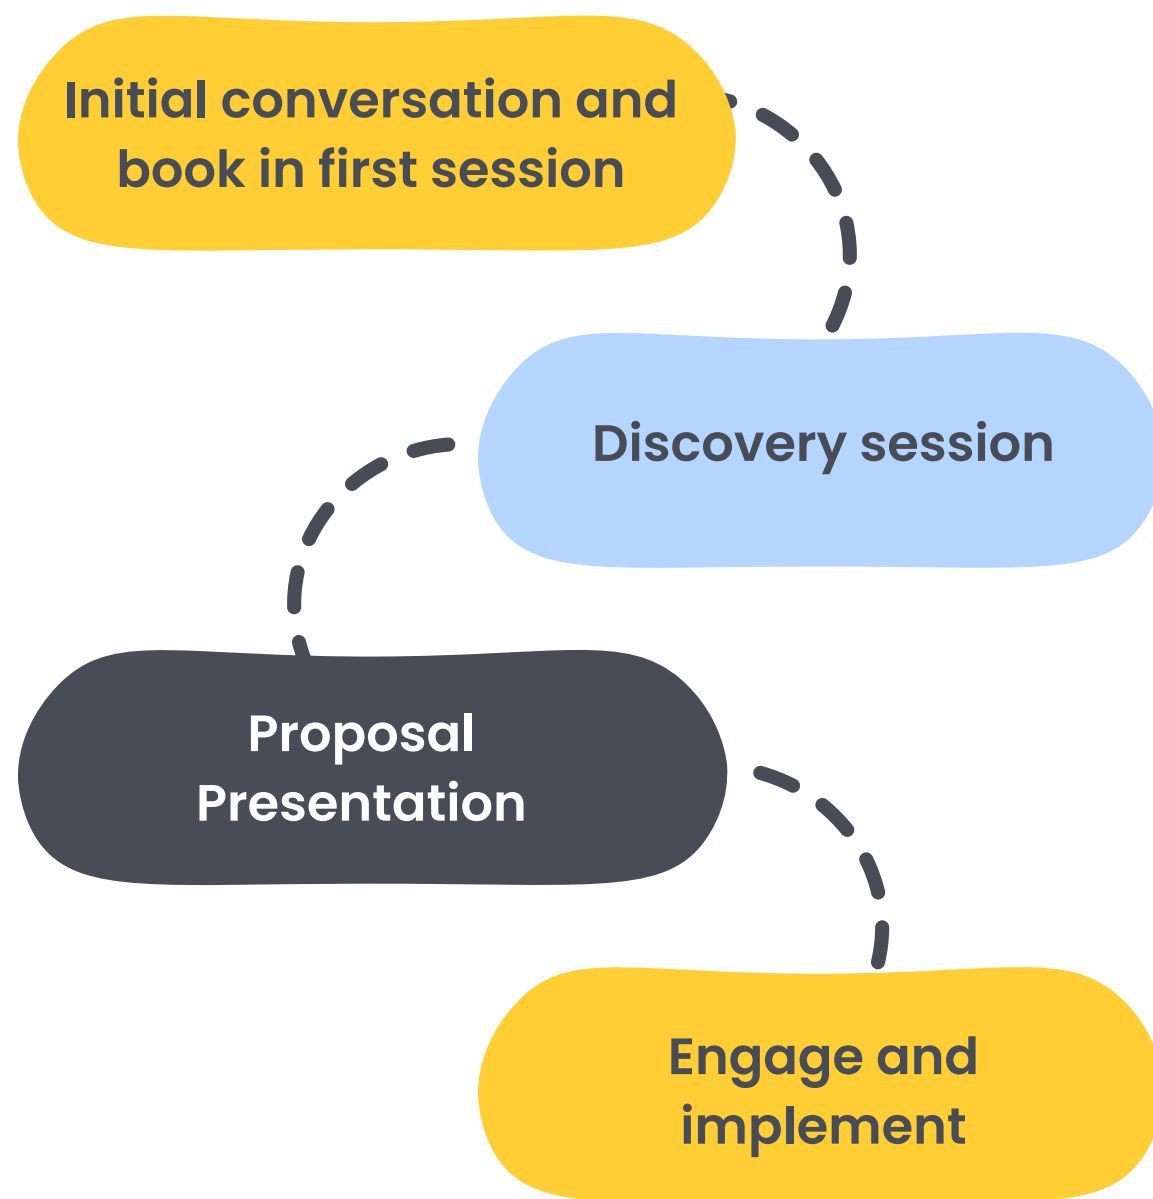 Initial conversation and
book in first session
Discovery session
Proposal
Presentation
Engage and
implement